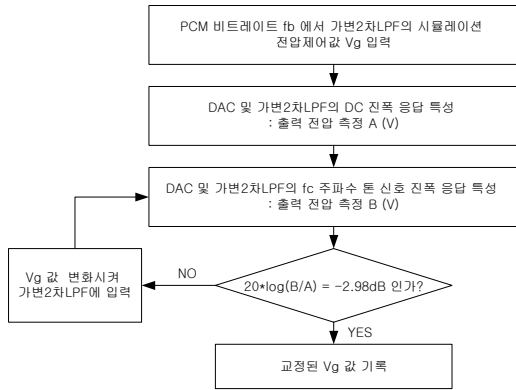 PCM 비트레이트 fb 에서 가변2차LPF의 시뮬레이션
전압제어값 Vg 입력
DAC 및 가변2차LPF의 DC 진폭 응답 특성
: 출력 전압 측정 A (V)
DAC 및 가변2차LPF의 fc 주파수 톤 신호 진폭 응답 특성
: 출력 전압 측정 B (V)
Vg 값 변화시켜
가변2차LPF에 입력
NO
20*log(B/A) = -2.98dB 인가?
YES
교정된 Vg 값 기록